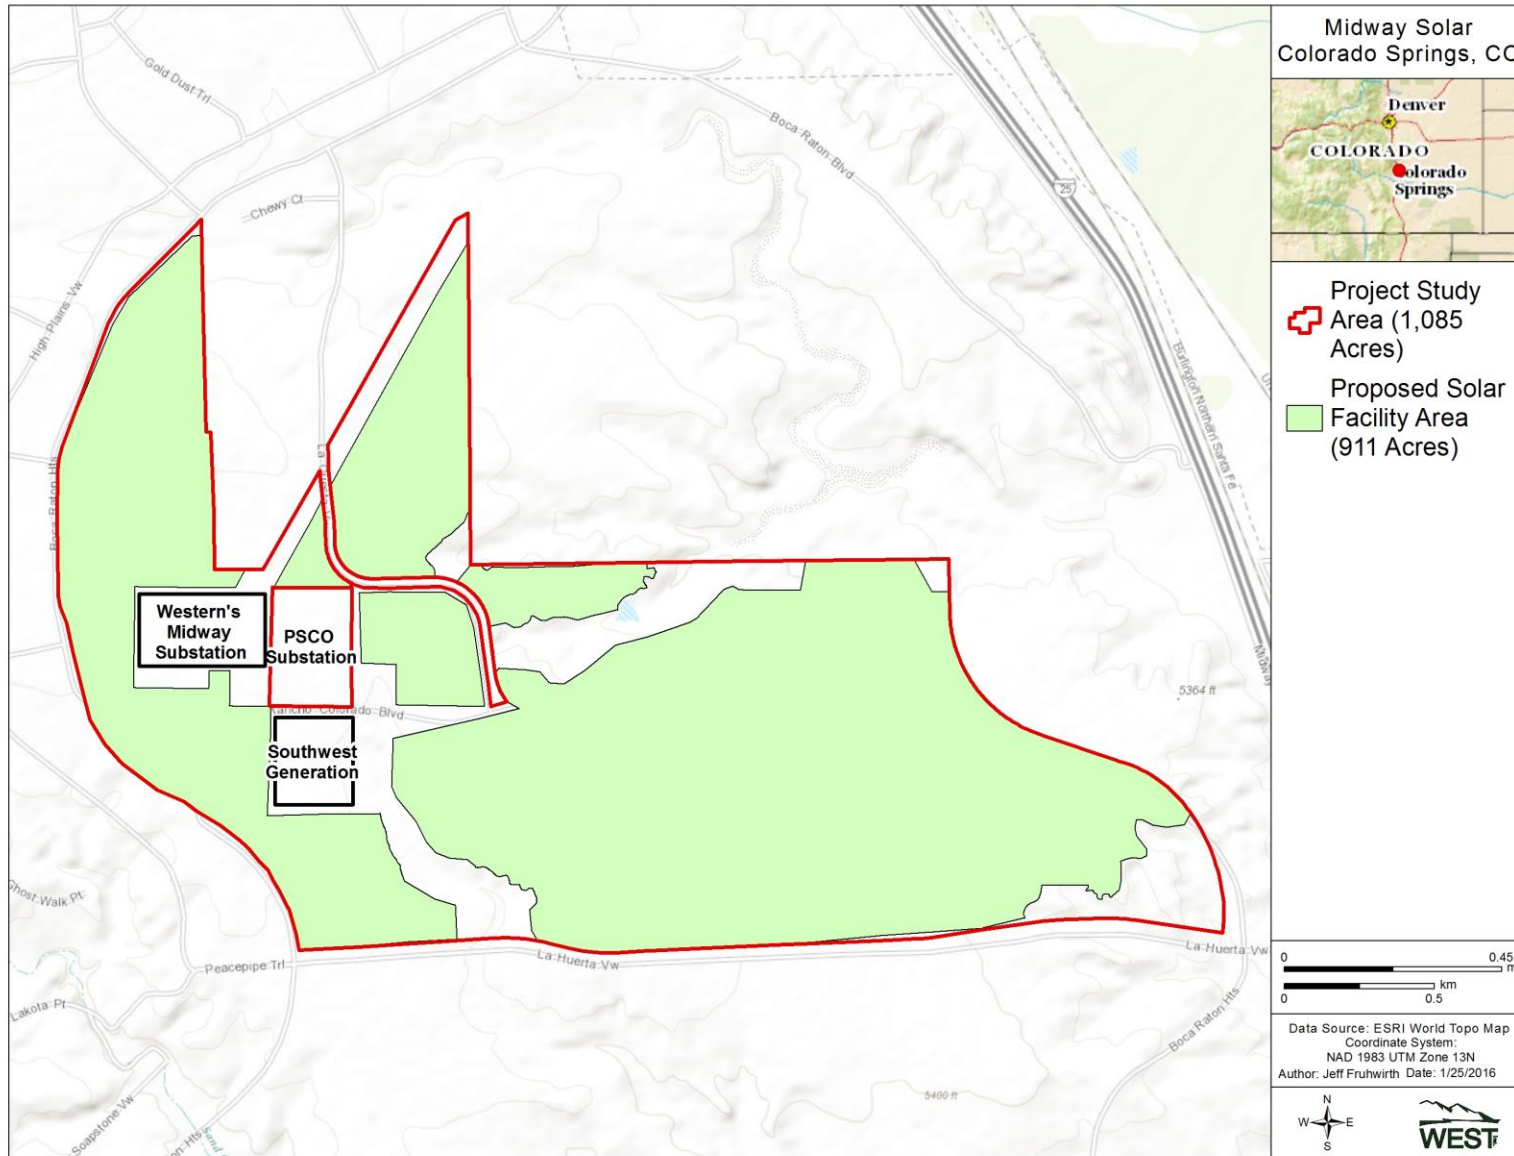 Gold Dust Trl
Chewy Ct
High Plains Vw
Boca Raton Blvd
25
Burlington Northern Santa Fe
Midway
Boca Raton Hts
Western's
Midway
Substation
PSCO
Substation
Rancho Colorado Blvd
Southwest
Generation
5364 ft
Ghost Walk Pt
Peacepipe Trl
La Huerta Vw
La Huerta Vw
Lakota Pt
Soapstone Vw
Boca Raton Hts
5400 ft
Midway Solar
Colorado Springs, CO
Denver
COLORADO
Colorado
Springs
Project Study
Area (1,085
Acres)
Proposed Solar
Facility Area
(911 Acres)
0 0.45
km
0 0.5
Data Source: ESRI World Topo Map
Coordinate System:
NAD 1983 UTM Zone 13N
Author: Jeff Fruhwirth Date: 1/25/2016
N
W E
S
WEST